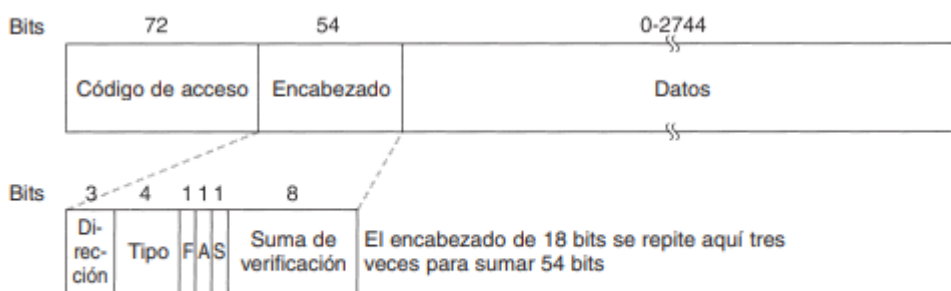 Bits 72 54 0-2744
Código de acceso Encabezado Datos
Bits 3 4 1 1 1 8
Di-
rec-
ción
Tipo F A S
Suma de
verificación
El encabezado de 18 bits se repite aquí tres
veces para sumar 54 bits